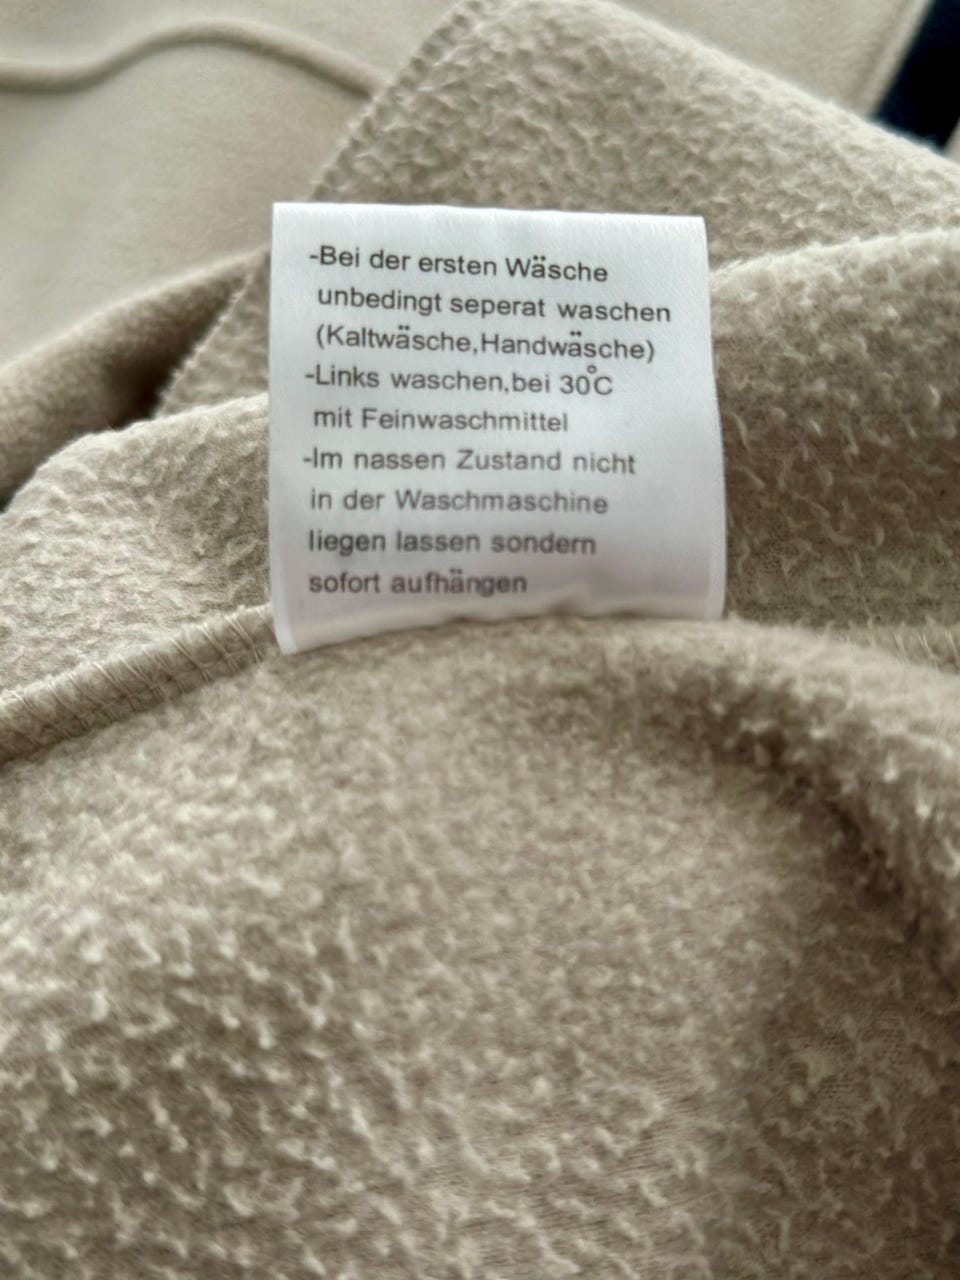 -Bei der ersten Wäsche
unbedingt seperat waschen
(Kaltwäsche,Handwäsche)
-Links waschen,bei 30°C
mit Feinwaschmittel
-Im nassen Zustand nicht
in der Waschmaschine
liegen lassen sondern
sofort aufhängen